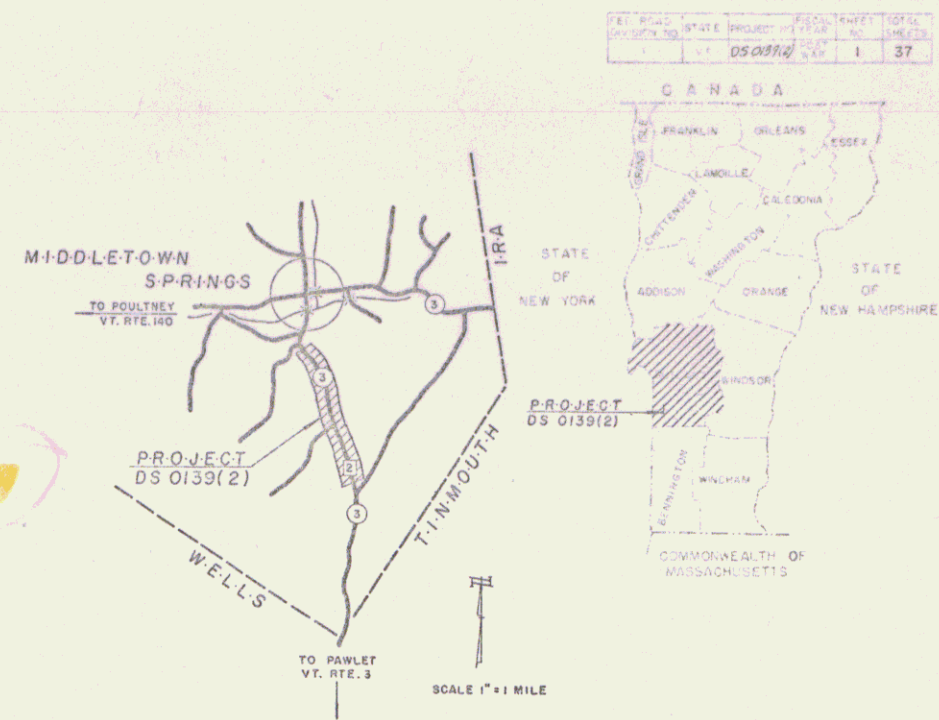 FED. ROAD DIVISION NO. STATE PROJECT NO. FISCAL YEAR SHEET NO. TOTAL SHEETS
1 VT. DS 0139(2) POST WAR 1 37
CANADA
GRAND ISLE
FRANKLIN
ORLEANS
ESSEX
LAMOILLE
CALEDONIA
CHITTENDEN
WASHINGTON
ADDISON
ORANGE
WINDSOR
BENNINGTON
WINDHAM
STATE
OF
NEW YORK
STATE
OF
NEW HAMPSHIRE
PROJECT
DS 0139(2)
COMMONWEALTH OF
MASSACHUSETTS
MIDDLETOWN
SPRINGS
TO POULTNEY
VT. RTE. 140
IRA
3
3
PROJECT
DS 0139(2)
2
3
TINMOUTH
WELLS
TO PAWLET
VT. RTE. 3
SCALE 1" = 1 MILE